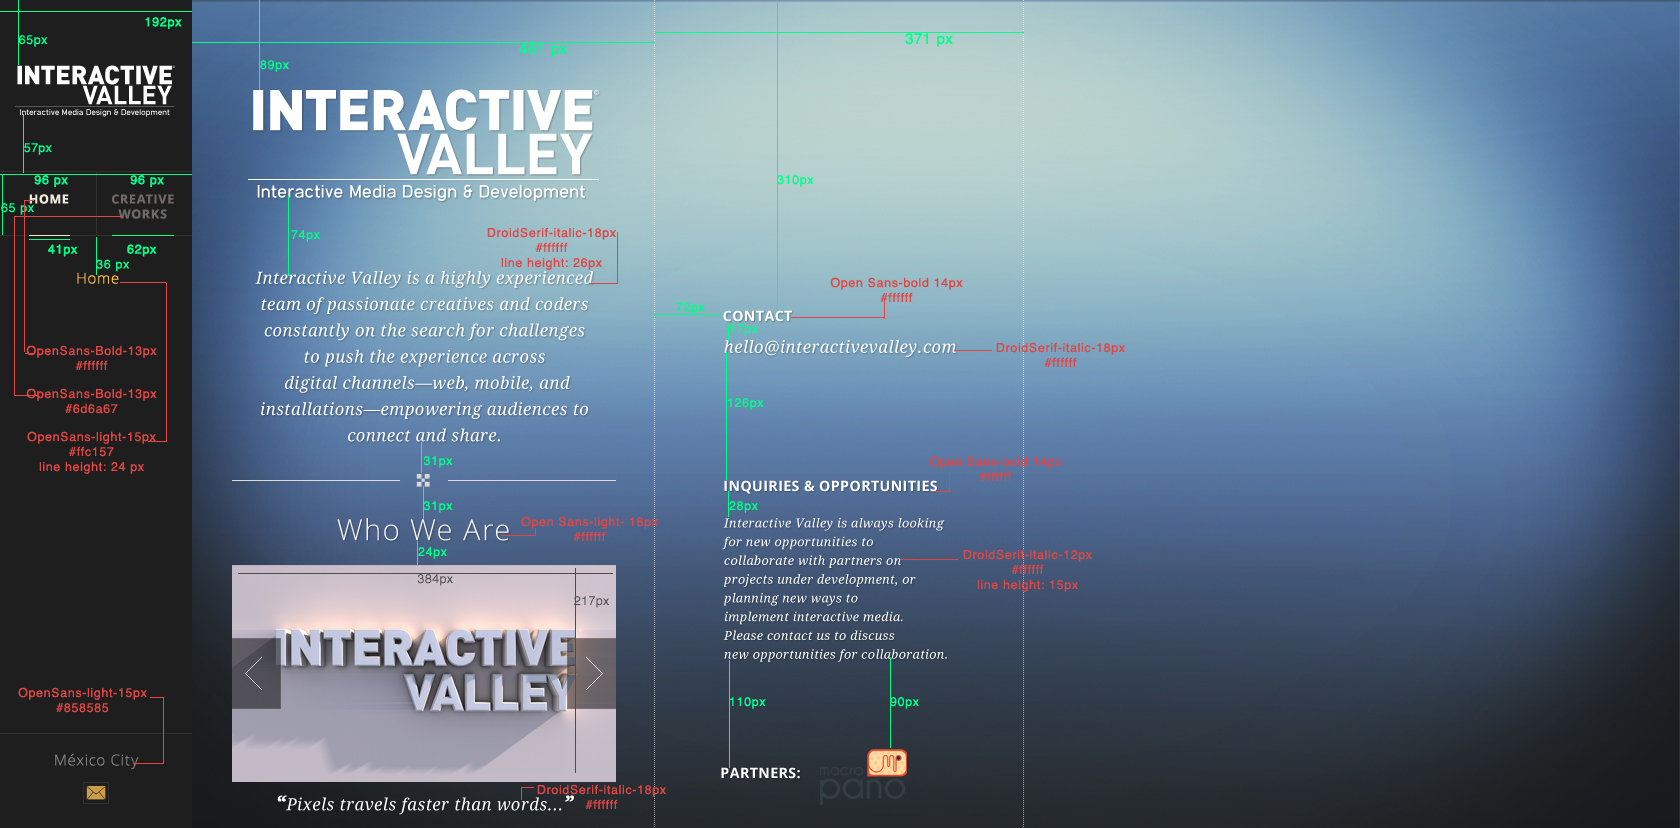 192px
65px
INTERACTIVE
VALLEY
Interactive Media Design & Development
57px
96 px
96 px
65 px
HOME
CREATIVE
WORKS
41px
62px
36 px
Home
OpenSans-Bold-13px
#ffffff
OpenSans-Bold-13px
#6d6a67
OpenSans-light-15px
#ffc157
line height: 24 px
OpenSans-light-15px
#858585
México City
461 px
89px
INTERACTIVE
VALLEY
Interactive Media Design & Development
74px
DroidSerif-italic-18px
#ffffff
line height: 26px
Interactive Valley is a highly experienced
team of passionate creatives and coders
constantly on the search for challenges
to push the experience across
digital channels—web, mobile, and
installations—empowering audiences to
connect and share.
31px
31px
Who We Are
Open Sans-light- 18px
#ffffff
24px
384px
217px
INTERACTIVE
VALLEY
DroidSerif-italic-18px
#ffffff
“Pixels travels faster than words...”
371 px
310px
Open Sans-bold 14px
#ffffff
72px
CONTACT
17px
hello@interactivevalley.com
DroidSerif-italic-18px
#ffffff
126px
Open Sans-bold 14px
#ffffff
INQUIRIES & OPPORTUNITIES
28px
Interactive Valley is always looking
for new opportunities to
collaborate with partners on
projects under development, or
planning new ways to
implement interactive media.
Please contact us to discuss
new opportunities for collaboration.
DroidSerif-italic-12px
#ffffff
line height: 15px
110px
90px
PARTNERS:
macro
pano